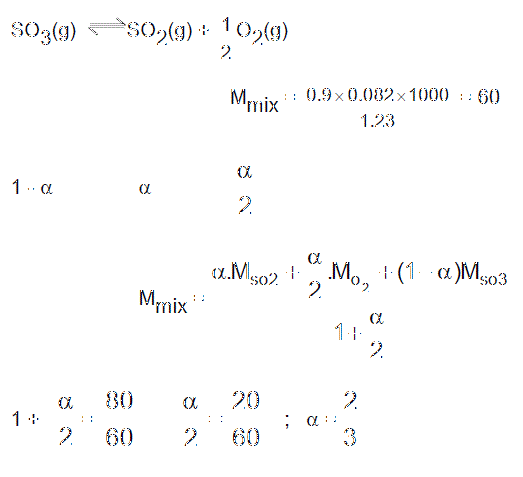 SO3(g) ⇌ SO2(g) + 1/2 O2(g)
Mmix = 0.9×0.082×1000 / 1.23 = 60
1 - α α α/2
Mmix = (α.Mso2 + α/2 .Mo2 + (1 - α)Mso3) / (1 + α/2)
1 + α/2 = 80/60 α/2 = 20/60 ; α = 2/3